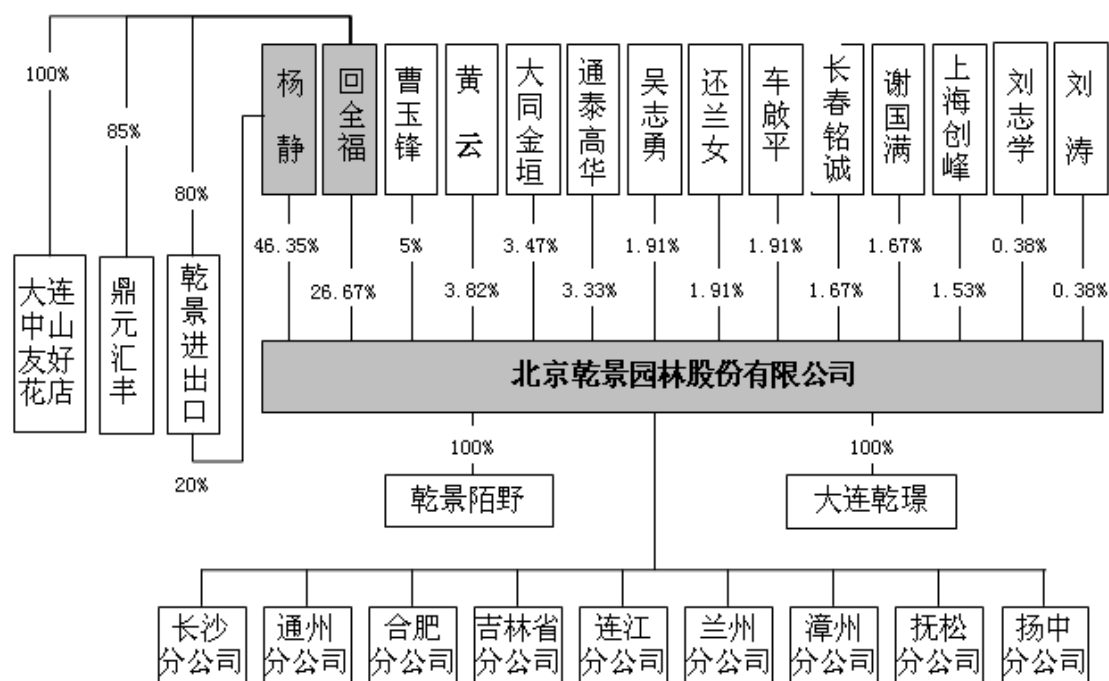 100%
85%
80%
杨静
回全福
曹玉锋
黄云
大同金垣
通泰高华
吴志勇
还兰女
车啟平
长春铭诚
谢国满
上海创峰
刘志学
刘涛
46.35%
26.67%
5%
3.82%
3.47%
3.33%
1.91%
1.91%
1.91%
1.67%
1.67%
1.53%
0.38%
0.38%
大连中山友好花店
鼎元汇丰
乾景进出口
20%
北京乾景园林股份有限公司
100%
100%
乾景陌野
大连乾璟
长沙
分公司
通州
分公司
合肥
分公司
吉林省
分公司
连江
分公司
兰州
分公司
漳州
分公司
抚松
分公司
扬中
分公司